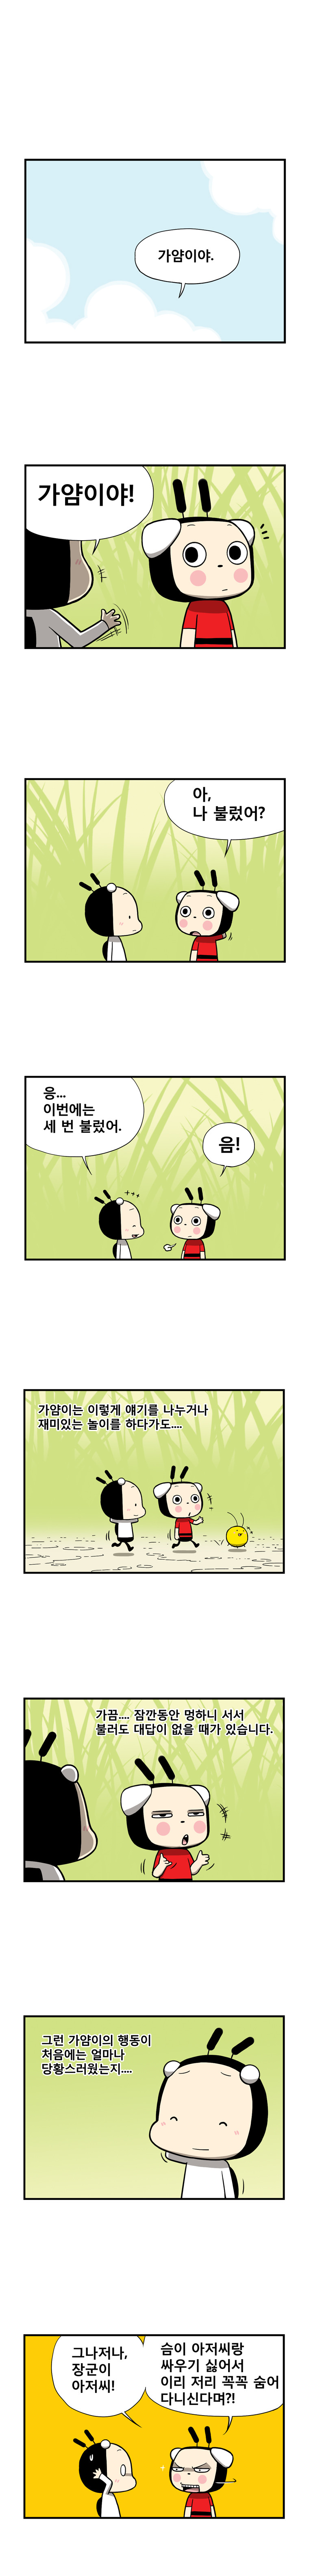 가얌이야.
가얌이야!
아,
나 불렀어?
응...
이번에는
세 번 불렀어.
음!
가얌이는 이렇게 얘기를 나누거나
재미있는 놀이를 하다가도....
가끔.... 잠깐동안 멍하니 서서
불러도 대답이 없을 때가 있습니다.
그런 가얌이의 행동이
처음에는 얼마나
당황스러웠는지....
그나저나,
장군이
아저씨!
슴이 아저씨랑
싸우기 싫어서
이리 저리 꼭꼭 숨어
다니신다며?!